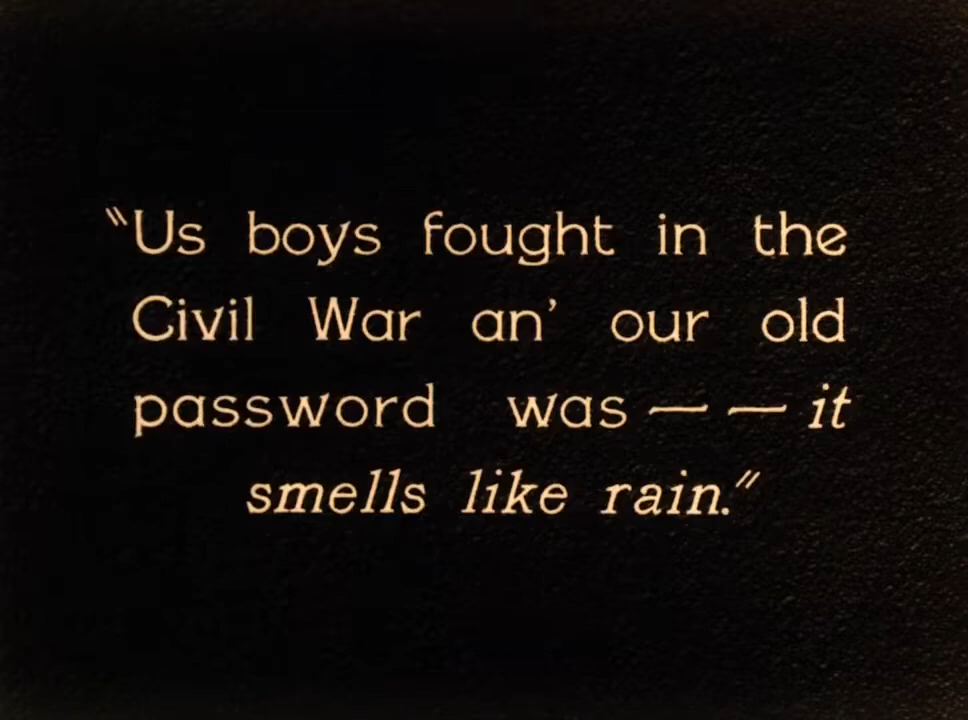 "Us boys fought in the
Civil War an' our old
password was — — it
smells like rain."